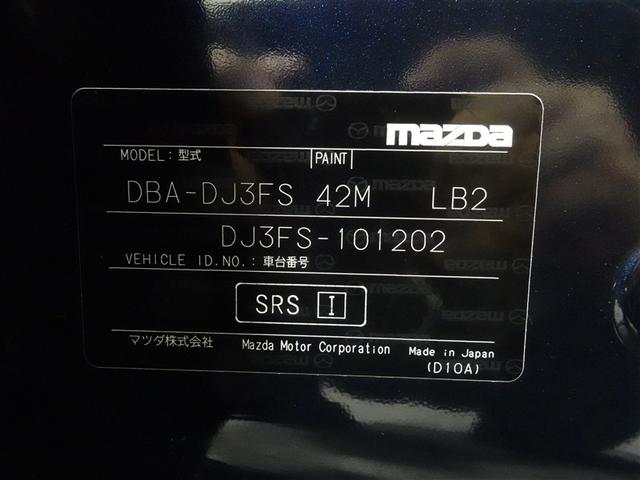 mazda
MODEL: 型式 PAINT
DBA-DJ3FS 42M LB2
DJ3FS-101202
VEHICLE ID.NO.: 車台番号
SRS I
マツダ株式会社 Mazda Motor Corporation Made in Japan
(D10A)